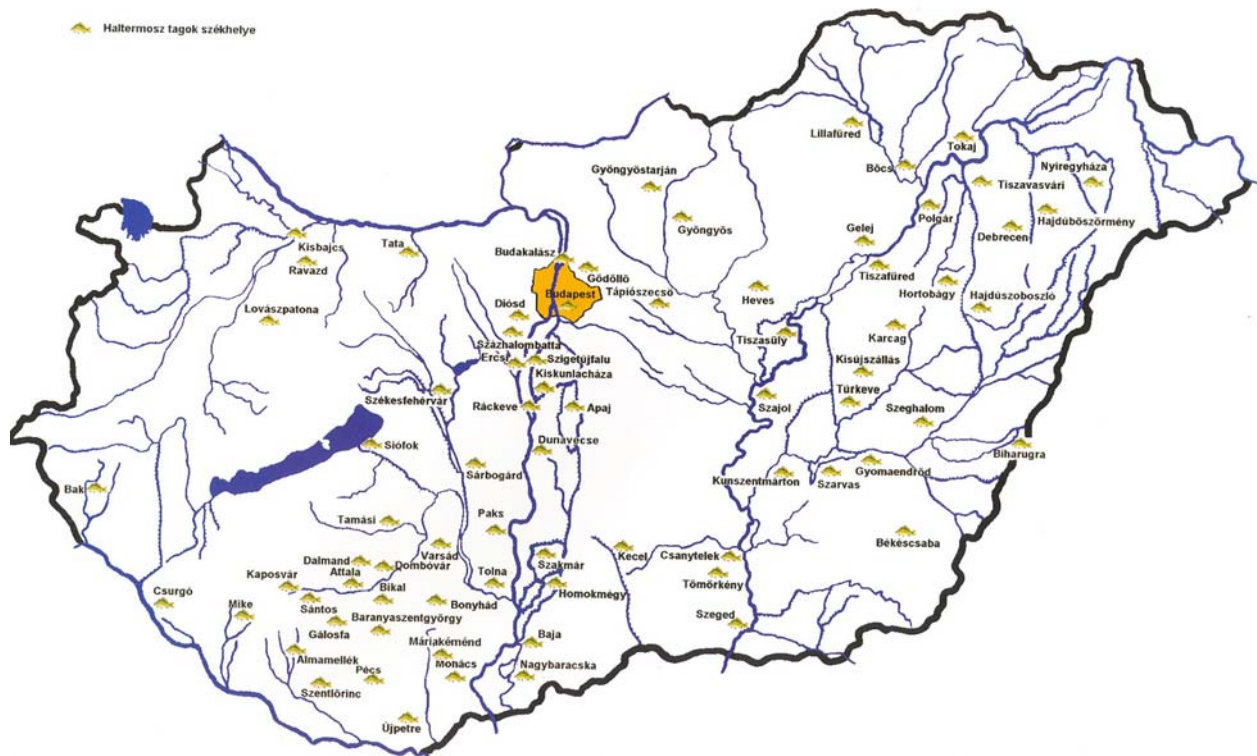 Haltermosz tagok székhelye
Lillafüred
Tokaj
Bőcs
Nyíregyháza
Gyöngyöstarján
Tiszavasvári
Polgár
Hajdúböszörmény
Gyöngyös
Debrecen
Gelej
Kisbajcs
Tata
Ravazd
Budakalász
Gödöllő
Tiszafüred
Hortobágy
Budapest
Tápiószecső
Heves
Hajdúszoboszló
Lovászpatona
Diósd
Tiszasüly
Karcag
Százhalombatta
Ercsi
Szigetújfalu
Kisújszállás
Kiskunlacháza
Túrkeve
Székesfehérvár
Ráckeve
Apaj
Szajol
Szeghalom
Siófok
Dunavecse
Biharugra
Sárbogárd
Kunszentmárton
Szarvas
Gyomaendrőd
Bak
Tamási
Paks
Békéscsaba
Varsád
Szakmár
Kecel
Csanytelek
Dalmand
Dombóvár
Attala
Tolna
Tömörkény
Kaposvár
Bikal
Homokmégy
Csurgó
Mike
Sántos
Bonyhád
Baranyaszentgyörgy
Szeged
Gálosfa
Máriakéménd
Baja
Almamellék
Pécs
Monács
Nagybaracska
Szentlőrinc
Újpetre